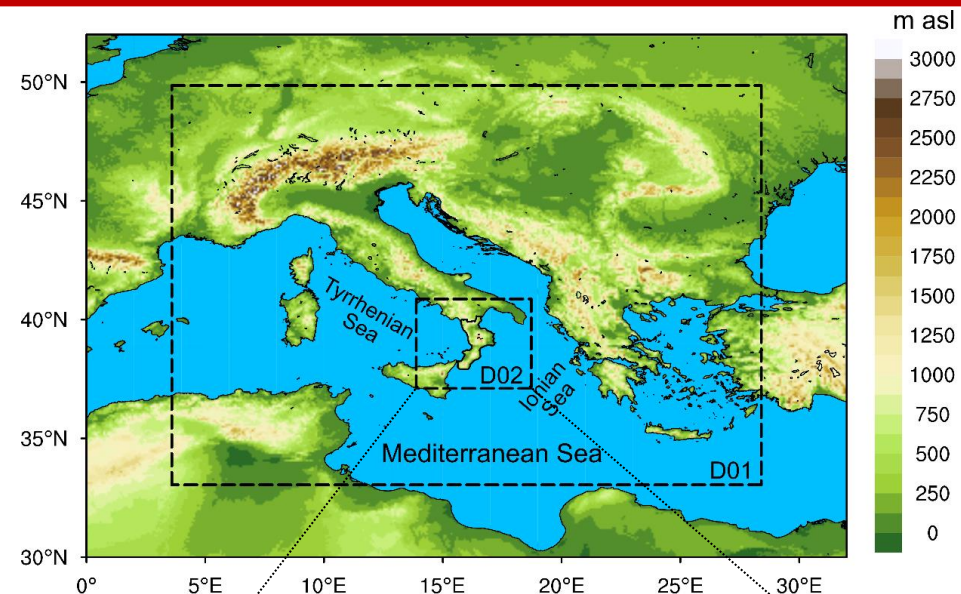 m asl
50°N
45°N
40°N
35°N
30°N
0°
5°E
10°E
15°E
20°E
25°E
30°E
Tyrrhenian
Sea
D02
Ionian
Sea
Mediterranean Sea
D01
3000
2750
2500
2250
2000
1750
1500
1250
1000
750
500
250
0